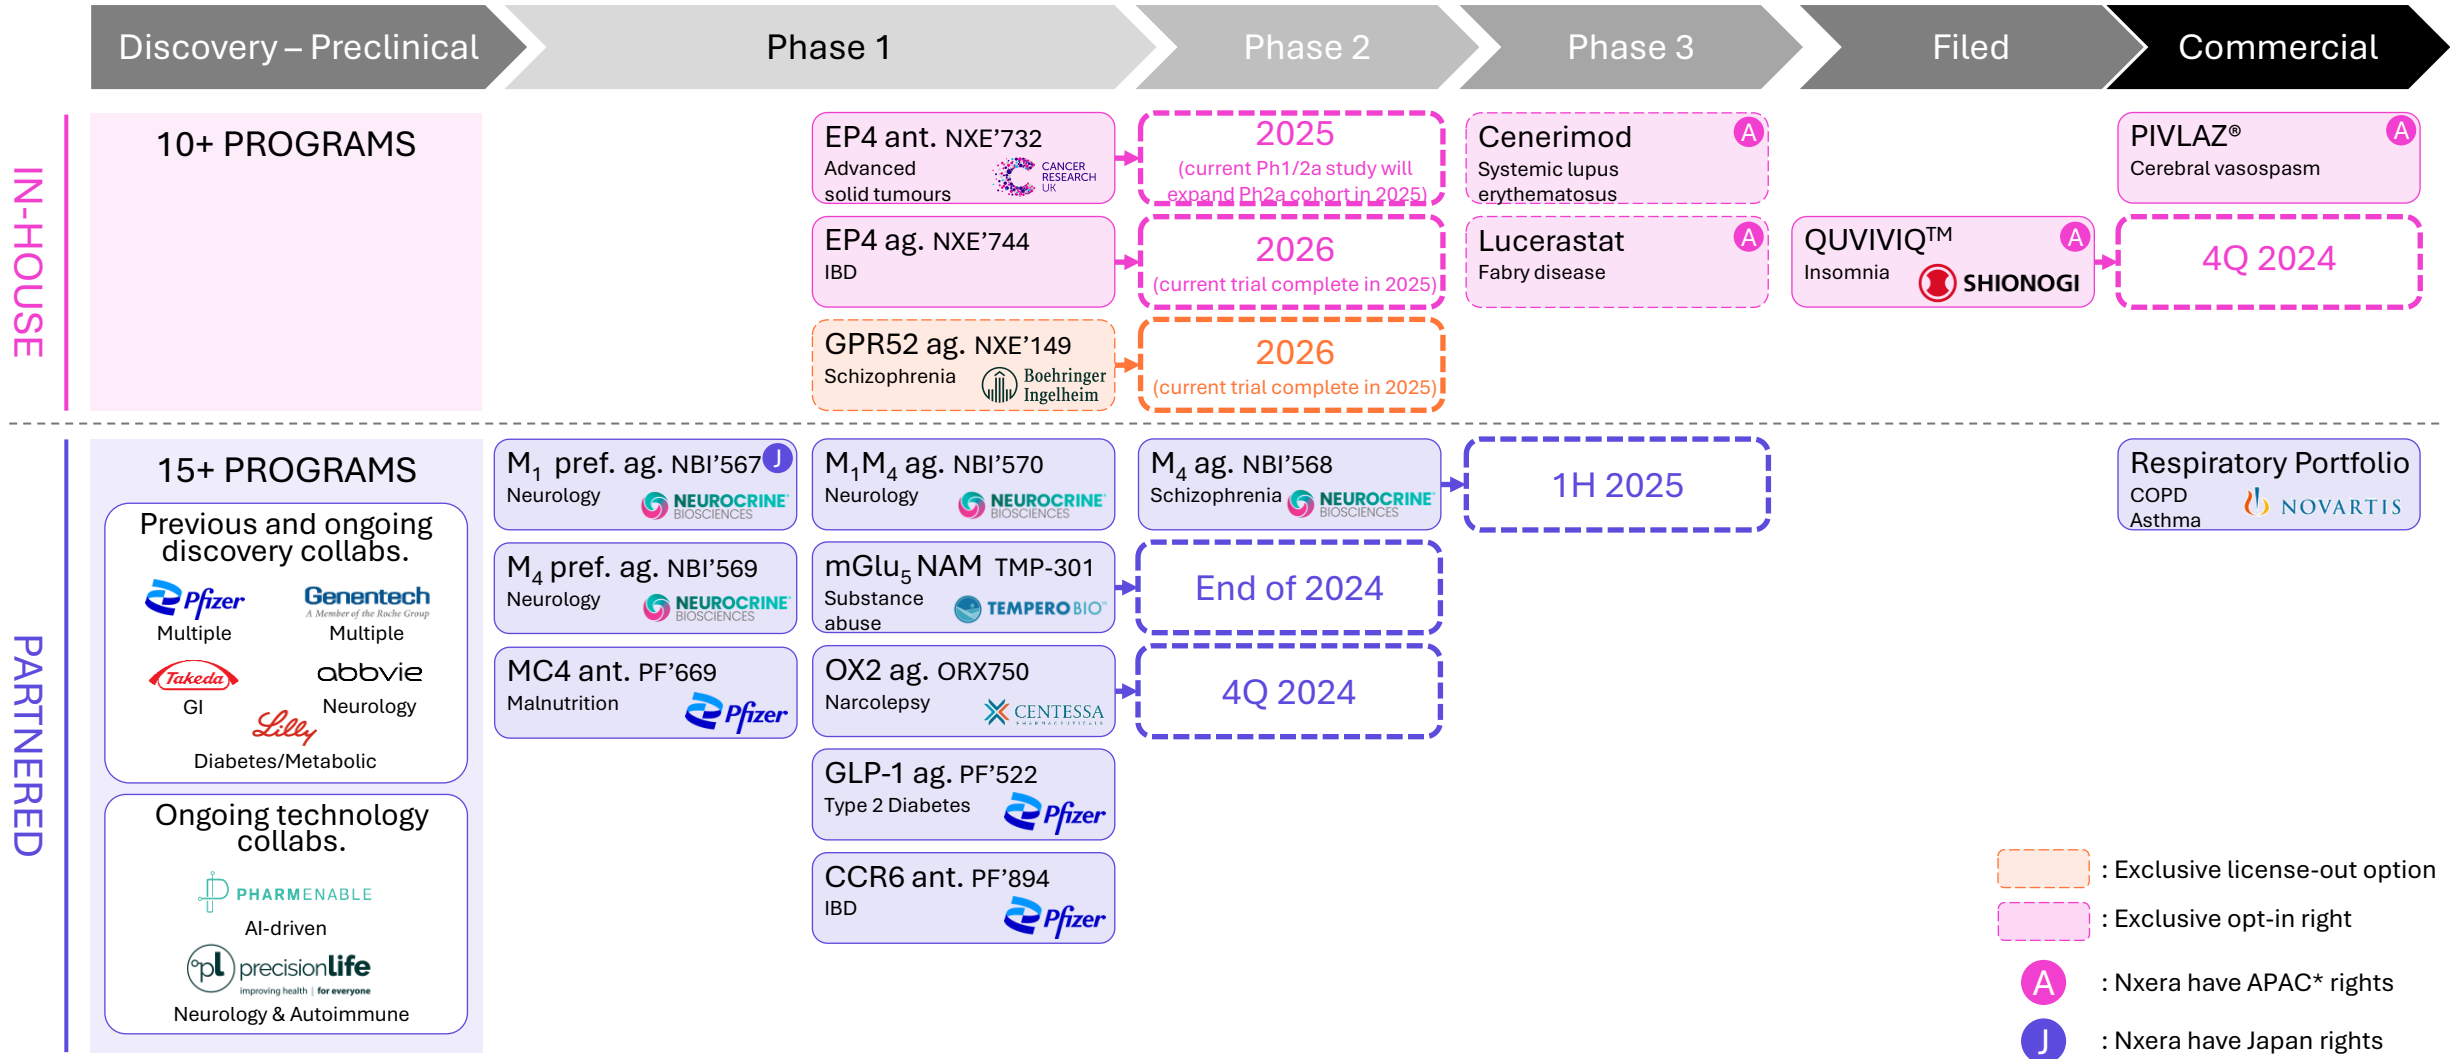 Discovery – Preclinical
Phase 1
Phase 2
Phase 3
Filed
Commercial
IN-HOUSE
10+ PROGRAMS
EP4 ant. NXE’732
Advanced
solid tumours
CANCER
RESEARCH
UK
2025
(current Ph1/2a study will
expand Ph2a cohort in 2025)
Cenerimod
A
Systemic lupus
erythematosus
PIVLAZ®
A
Cerebral vasospasm
EP4 ag. NXE’744
IBD
2026
(current trial complete in 2025)
Lucerastat
A
Fabry disease
QUVIVIQ™
A
Insomnia
SHIONOGI
4Q 2024
GPR52 ag. NXE’149
Schizophrenia
Boehringer
Ingelheim
2026
(current trial complete in 2025)
PARTNERED
15+ PROGRAMS
Previous and ongoing
discovery collabs.
Pfizer
Multiple
Genentech
A Member of the Roche Group
Multiple
Takeda
GI
abbvie
Neurology
Lilly
Diabetes/Metabolic
Ongoing technology
collabs.
PHARMENABLE
AI-driven
pl precisionlife
improving health | for everyone
Neurology & Autoimmune
M₁ pref. ag. NBI’567
J
Neurology
NEUROCRINE
BIOSCIENCES
M₁M₄ ag. NBI’570
Neurology
NEUROCRINE
BIOSCIENCES
M₄ ag. NBI’568
Schizophrenia
NEUROCRINE
BIOSCIENCES
1H 2025
Respiratory Portfolio
COPD
Asthma
NOVARTIS
M₄ pref. ag. NBI’569
Neurology
NEUROCRINE
BIOSCIENCES
mGlu₅ NAM TMP-301
Substance
abuse
TEMPERO BIO™
End of 2024
MC4 ant. PF’669
Malnutrition
Pfizer
OX2 ag. ORX750
Narcolepsy
CENTESSA
PHARMACEUTICALS
4Q 2024
GLP-1 ag. PF’522
Type 2 Diabetes
Pfizer
CCR6 ant. PF’894
IBD
Pfizer
: Exclusive license-out option
: Exclusive opt-in right
A : Nxera have APAC* rights
J : Nxera have Japan rights